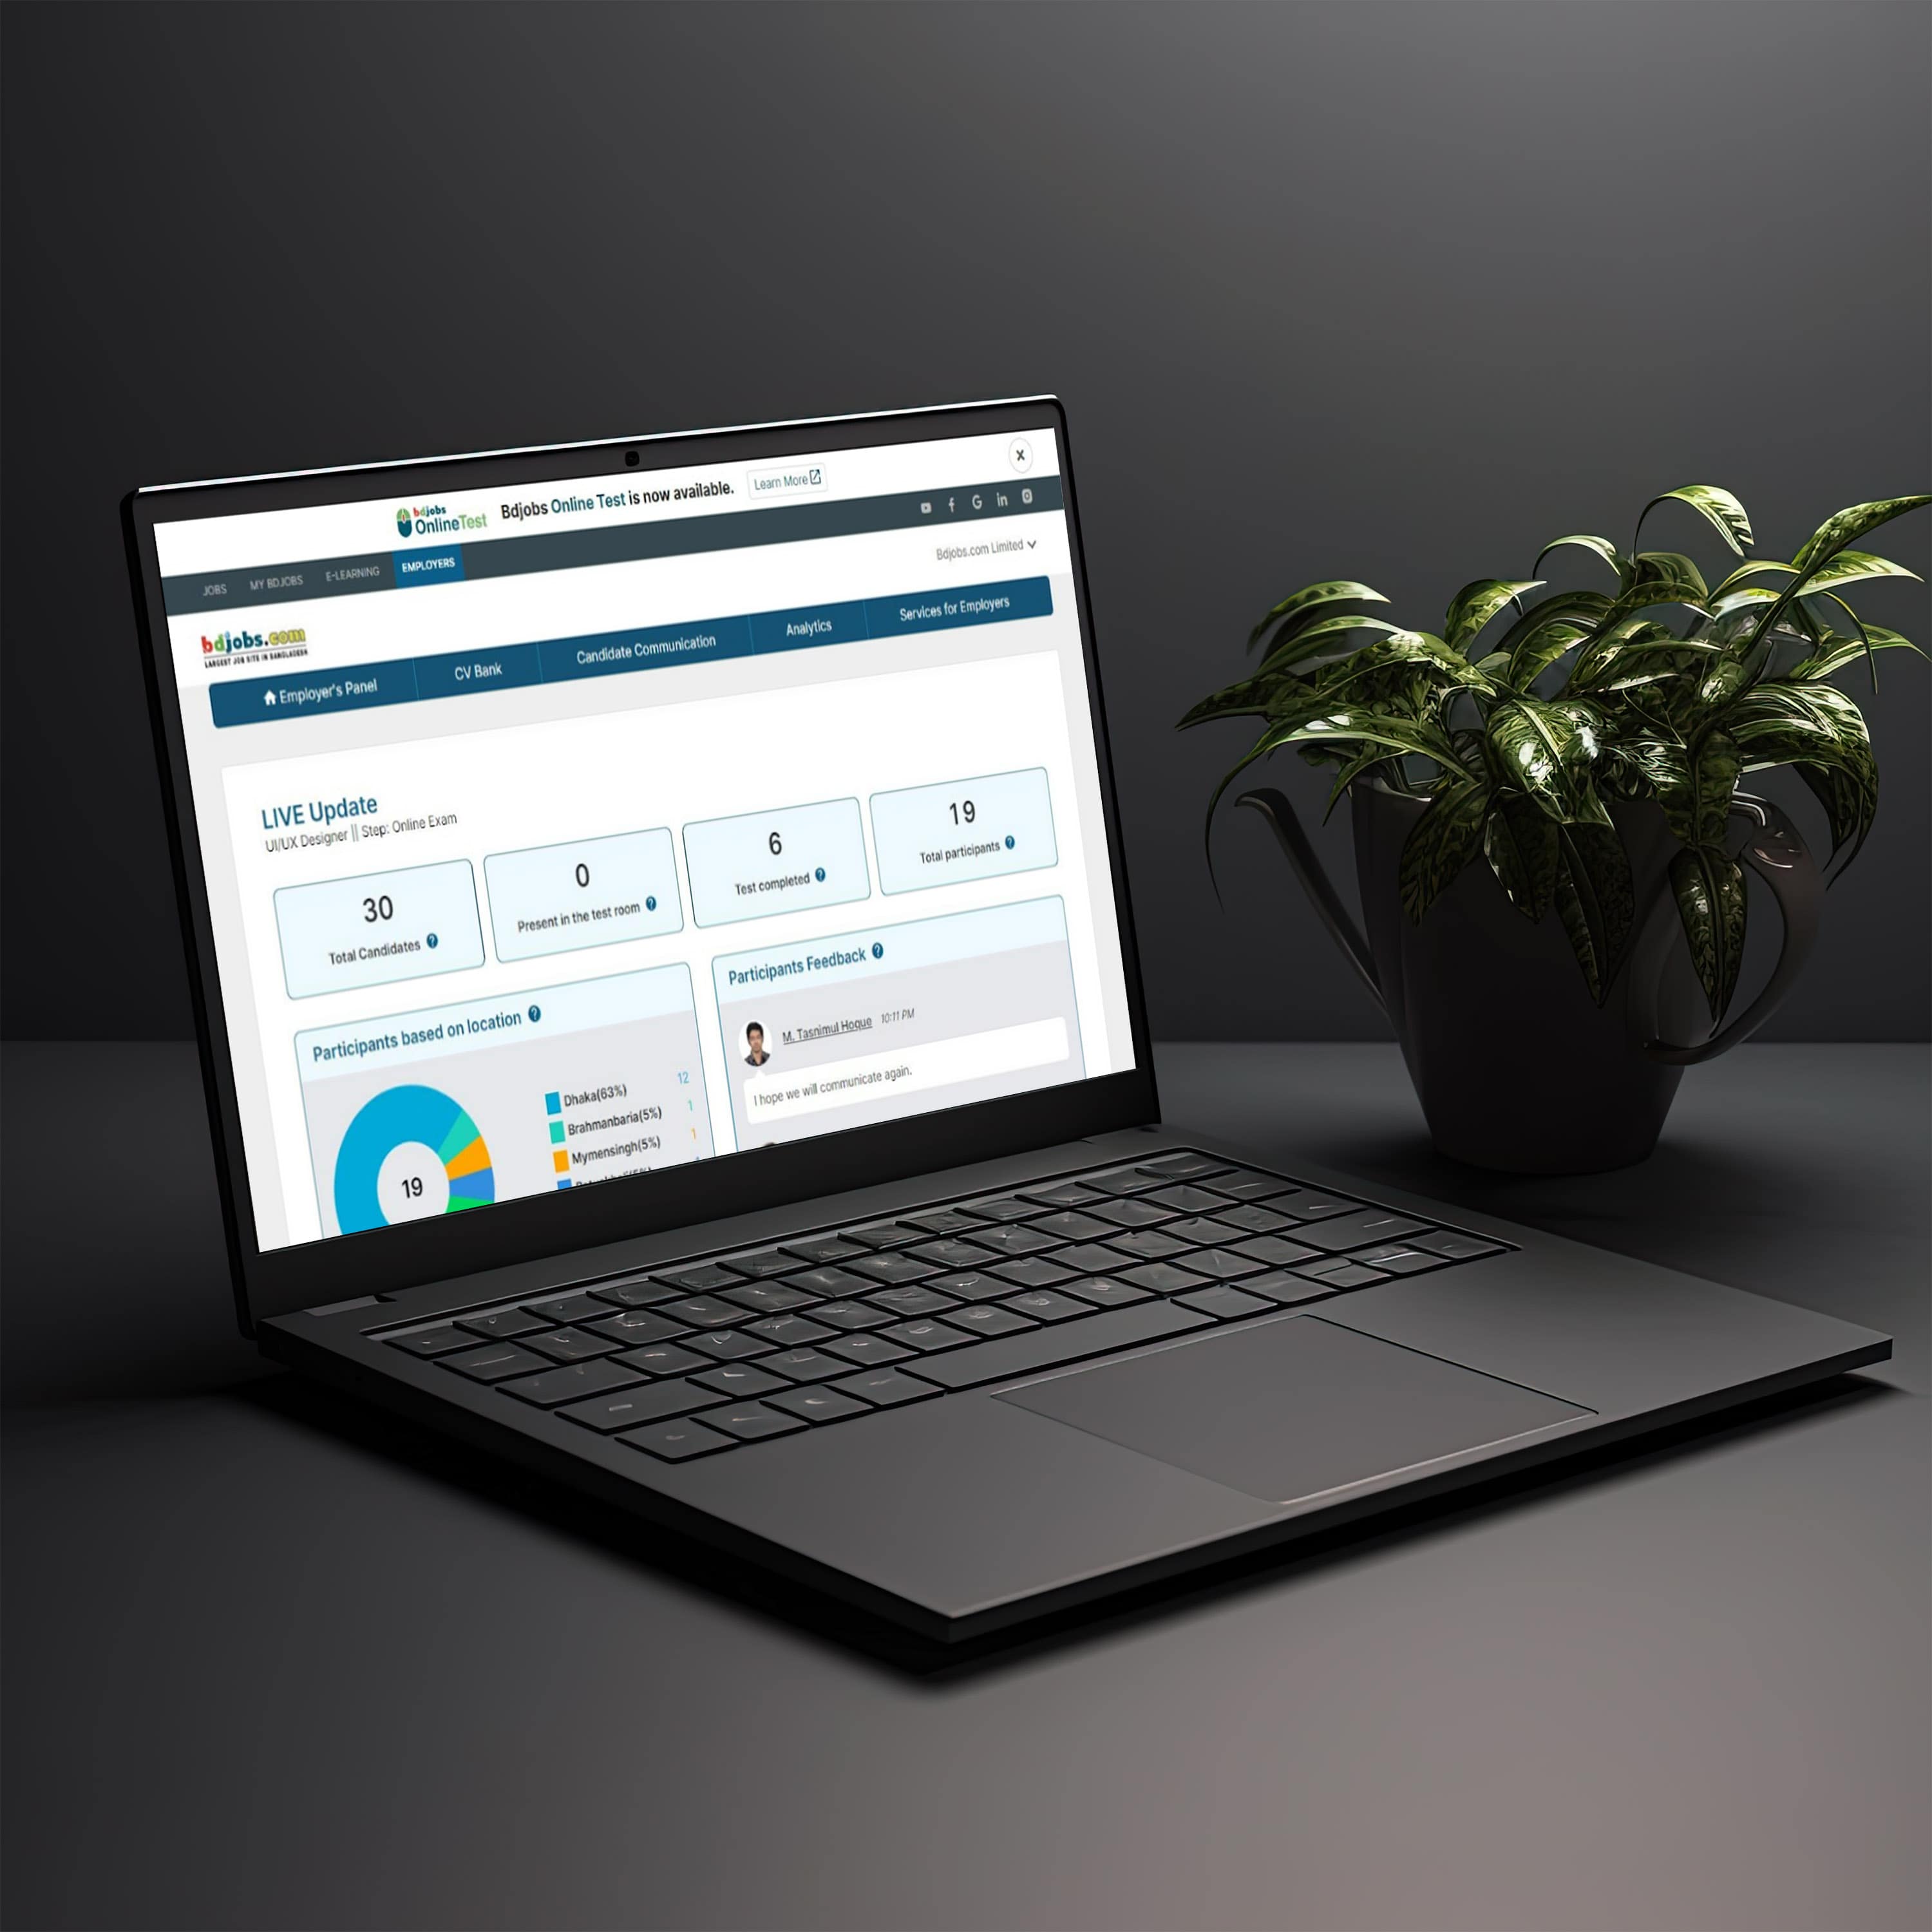 bdjobs
OnlineTest
Bdjobs Online Test is now available.
Learn More
JOBS MY BDJOBS E-LEARNING EMPLOYERS
Bdjobs.com Limited
bdjobs.com
LARGEST JOB SITE IN BANGLADESH
Employer's Panel CV Bank Candidate Communication Analytics Services for Employers
LIVE Update
UI/UX Designer || Step: Online Exam
30
Total Candidates
0
Present in the test room
6
Test completed
19
Total participants
Participants based on location
19
Dhaka(63%) 12
Brahmanbaria(5%) 1
Mymensingh(5%) 1
Participants Feedback
M. Tasnimul Hoque 10:11 PM
I hope we will communicate again.